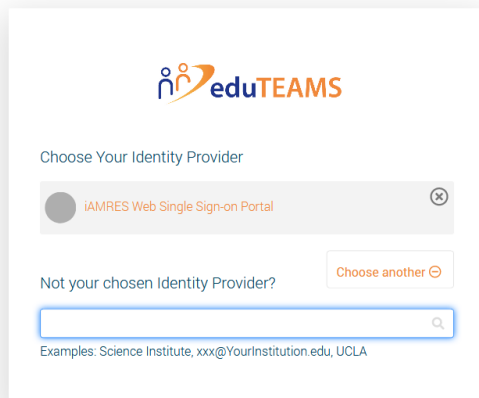 eduTEAMS
Choose Your Identity Provider
iAMRES Web Single Sign-on Portal
Choose another
Not your chosen Identity Provider?
Examples: Science Institute, xxx@YourInstitution.edu, UCLA